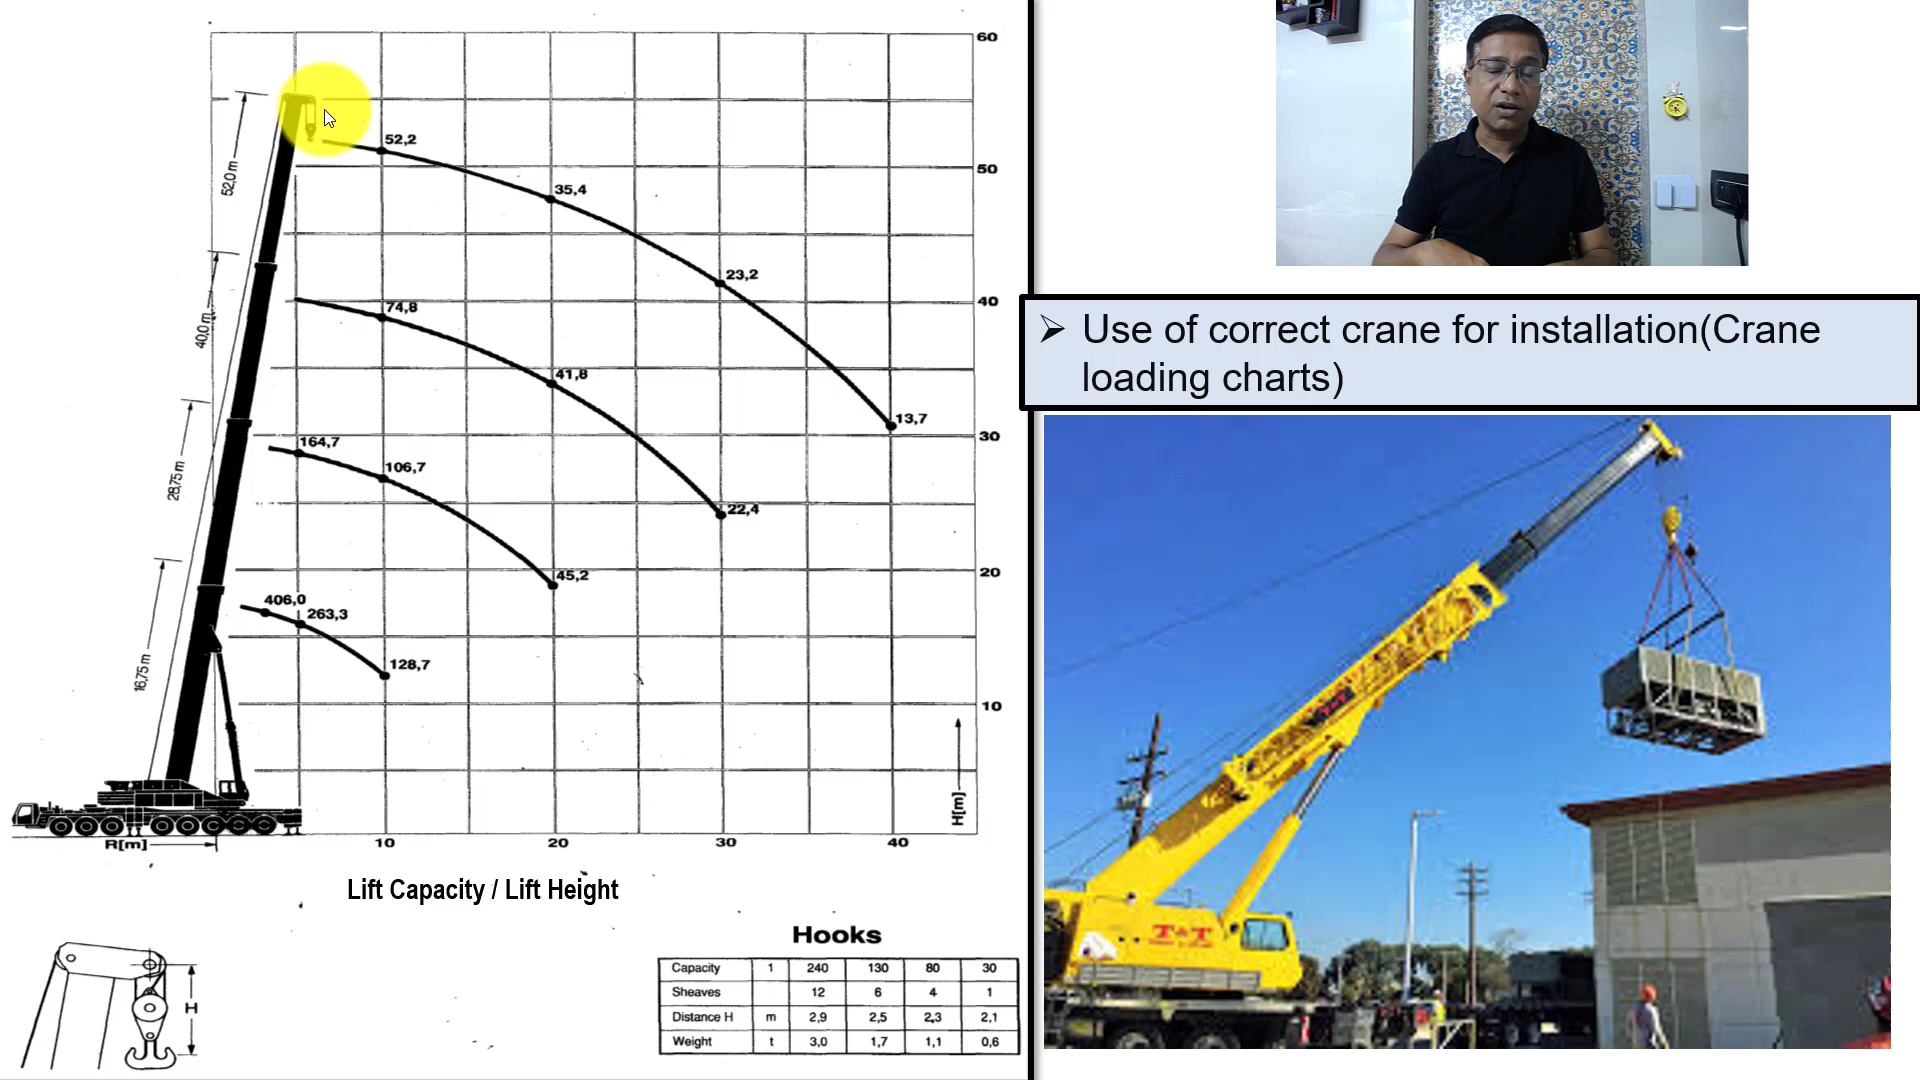 60
52,2
50
35,4
52,0 m
23,2
40
74,8
40,0 m
41,8
13,7
30
164,7
106,7
28,75 m
22,4
20
45,2
406,0
263,3
128,7
16,75 m
10
H[m]
R[m]
10 20 30 40
Lift Capacity / Lift Height
Hooks
Capacity 1 240 130 80 30
Sheaves 12 6 4 1
Distance H m 2,9 2,5 2,3 2,1
Weight t 3,0 1,7 1,1 0,6
H
➢ Use of correct crane for installation(Crane
loading charts)
T&T